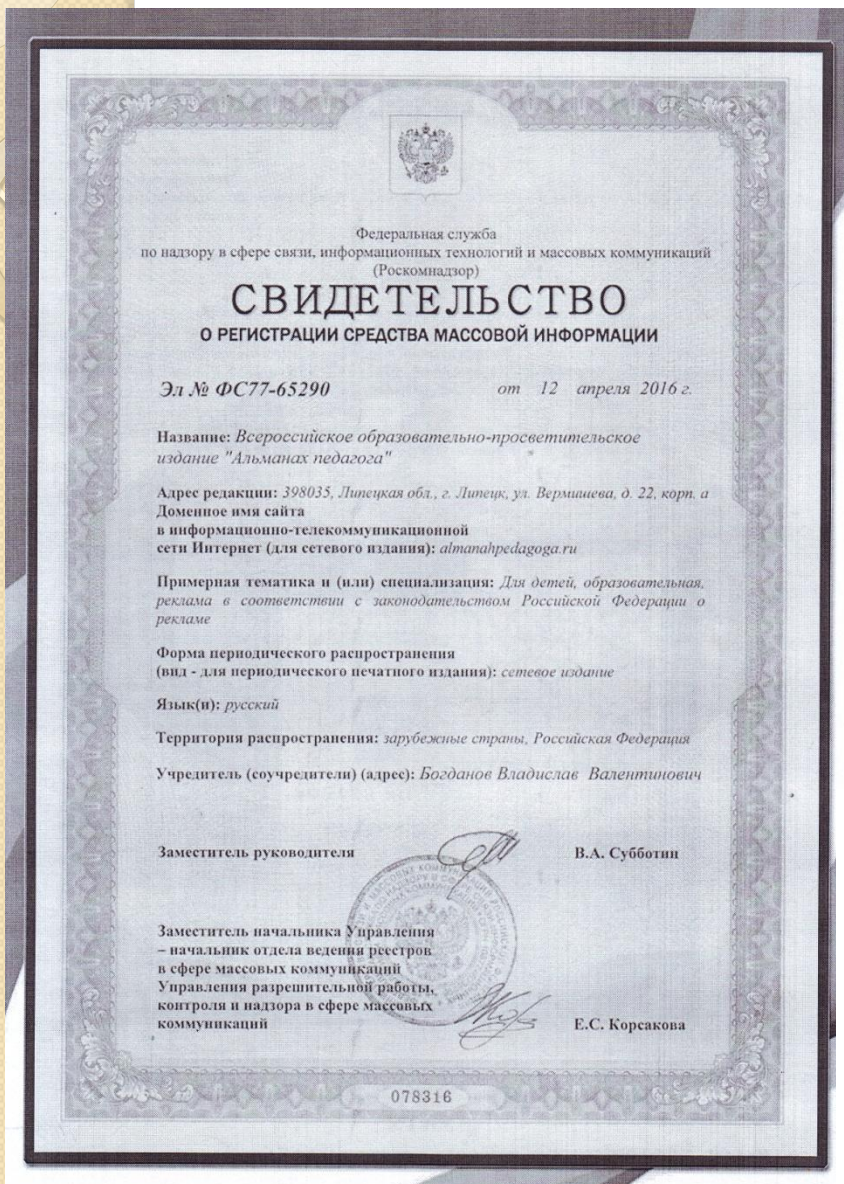 Федеральная служба
по надзору в сфере связи, информационных технологий и массовых коммуникаций
(Роскомнадзор)
СВИДЕТЕЛЬСТВО
О РЕГИСТРАЦИИ СРЕДСТВА МАССОВОЙ ИНФОРМАЦИИ
Эл № ФС77-65290 от 12 апреля 2016 г.
Название: Всероссийское образовательно-просветительское
издание "Альманах педагога"
Адрес редакции: 398035, Липецкая обл., г. Липецк, ул. Вермишева, д. 22, корп. а
Доменное имя сайта
в информационно-телекоммуникационной
сети Интернет (для сетевого издания): almanahpedagoga.ru
Примерная тематика и (или) специализация: Для детей, образовательная,
реклама в соответствии с законодательством Российской Федерации о
рекламе
Форма периодического распространения
(вид - для периодического печатного издания): сетевое издание
Язык(и): русский
Территория распространения: зарубежные страны, Российская Федерация
Учредитель (соучредители) (адрес): Богданов Владислав Валентинович
Заместитель руководителя В.А. Субботин
Заместитель начальника Управления
– начальник отдела ведения реестров
в сфере массовых коммуникаций
Управления разрешительной работы,
контроля и надзора в сфере массовых
коммуникаций Е.С. Корсакова
078316